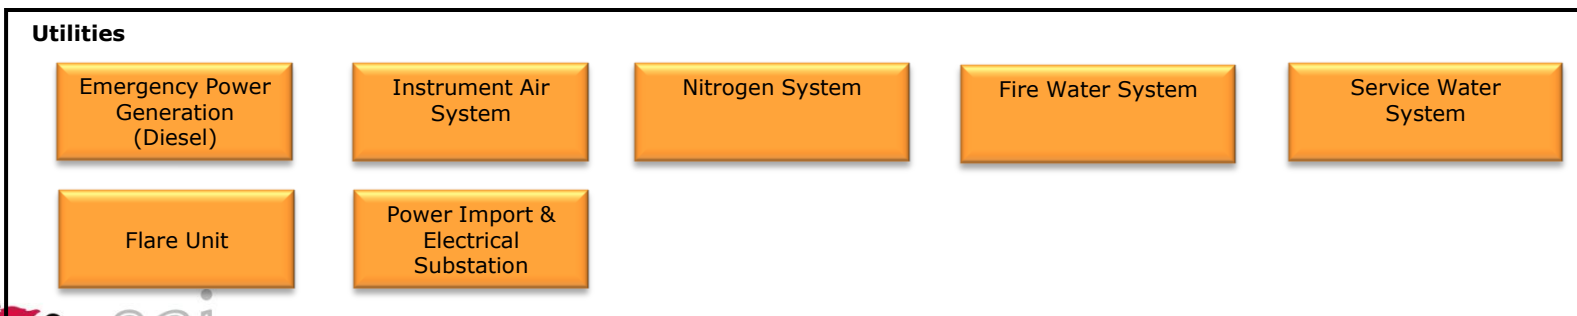 Utilities
Emergency Power
Generation
(Diesel)
Instrument Air
System
Nitrogen System
Fire Water System
Service Water
System
Flare Unit
Power Import &
Electrical
Substation